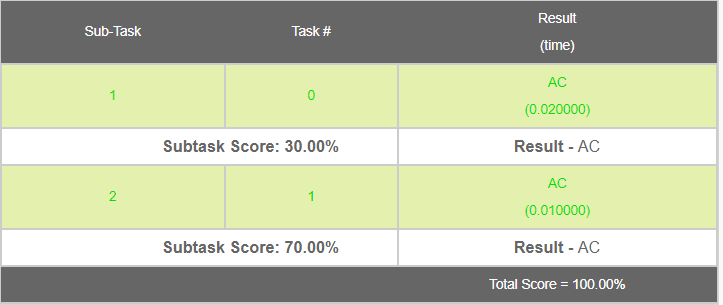 Sub-Task Task # Result
(time)
1 0 AC
(0.020000)
Subtask Score: 30.00% Result - AC
2 1 AC
(0.010000)
Subtask Score: 70.00% Result - AC
Total Score = 100.00%